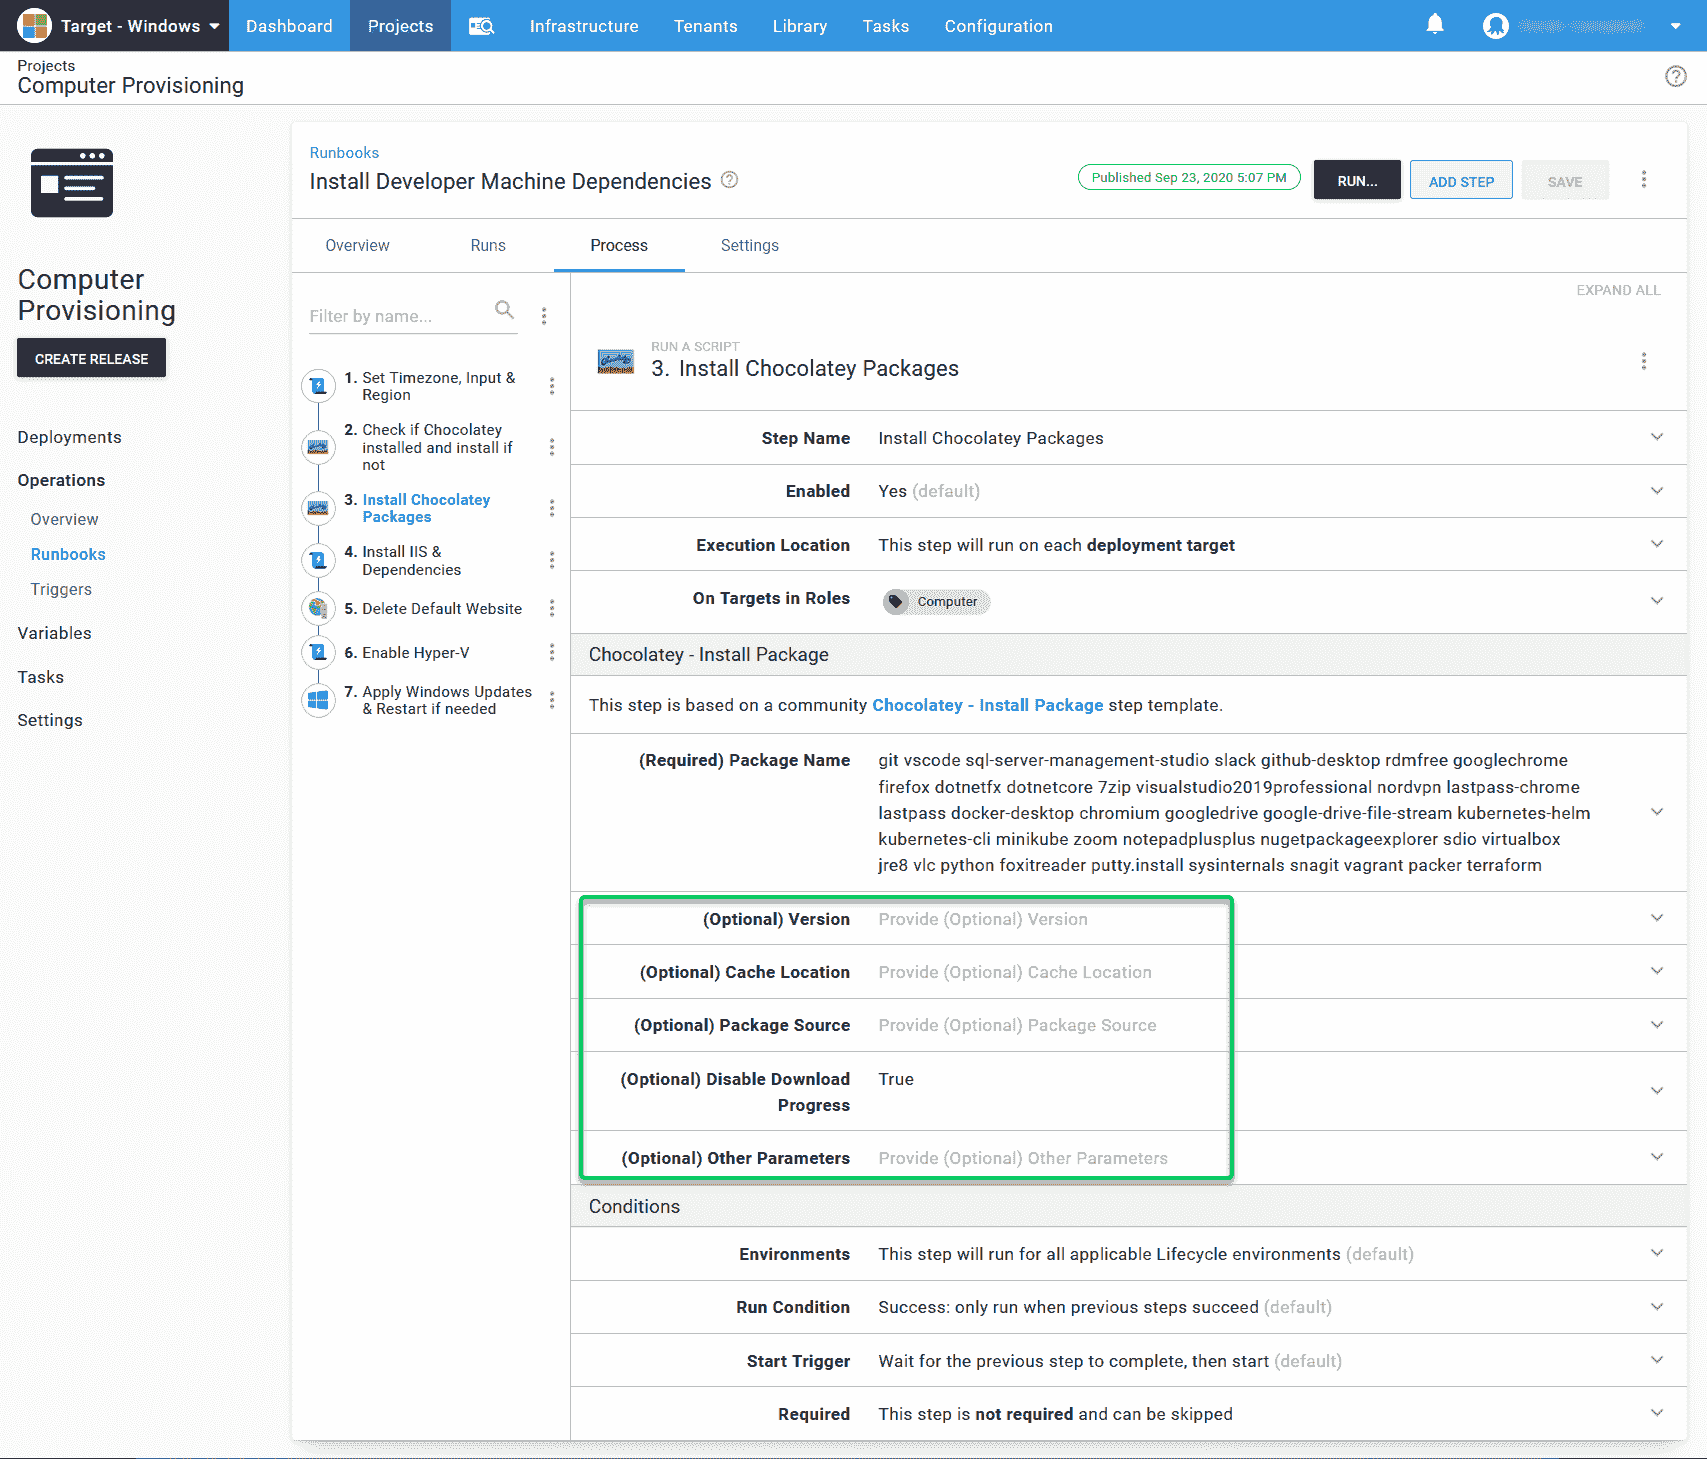 Target - Windows
Dashboard
Projects
Infrastructure
Tenants
Library
Tasks
Configuration
Projects
Computer Provisioning
Computer
Provisioning
CREATE RELEASE
Deployments
Operations
Overview
Runbooks
Triggers
Variables
Tasks
Settings
Runbooks
Install Developer Machine Dependencies
Published Sep 23, 2020 5:07 PM
RUN...
ADD STEP
SAVE
Overview
Runs
Process
Settings
Filter by name...
1. Set Timezone, Input &
Region
2. Check if Chocolatey
installed and install if
not
3. Install Chocolatey
Packages
4. Install IIS &
Dependencies
5. Delete Default Website
6. Enable Hyper-V
7. Apply Windows Updates
& Restart if needed
EXPAND ALL
RUN A SCRIPT
3. Install Chocolatey Packages
Step Name Install Chocolatey Packages
Enabled Yes (default)
Execution Location This step will run on each deployment target
On Targets in Roles Computer
Chocolatey - Install Package
This step is based on a community Chocolatey - Install Package step template.
(Required) Package Name git vscode sql-server-management-studio slack github-desktop rdmfree googlechrome
firefox dotnetfx dotnetcore 7zip visualstudio2019professional nordvpn lastpass-chrome
lastpass docker-desktop chromium googledrive google-drive-file-stream kubernetes-helm
kubernetes-cli minikube zoom notepadplusplus nugetpackageexplorer sdio virtualbox
jre8 vlc python foxitreader putty.install sysinternals snagit vagrant packer terraform
(Optional) Version Provide (Optional) Version
(Optional) Cache Location Provide (Optional) Cache Location
(Optional) Package Source Provide (Optional) Package Source
(Optional) Disable Download True
Progress
(Optional) Other Parameters Provide (Optional) Other Parameters
Conditions
Environments This step will run for all applicable Lifecycle environments (default)
Run Condition Success: only run when previous steps succeed (default)
Start Trigger Wait for the previous step to complete, then start (default)
Required This step is not required and can be skipped